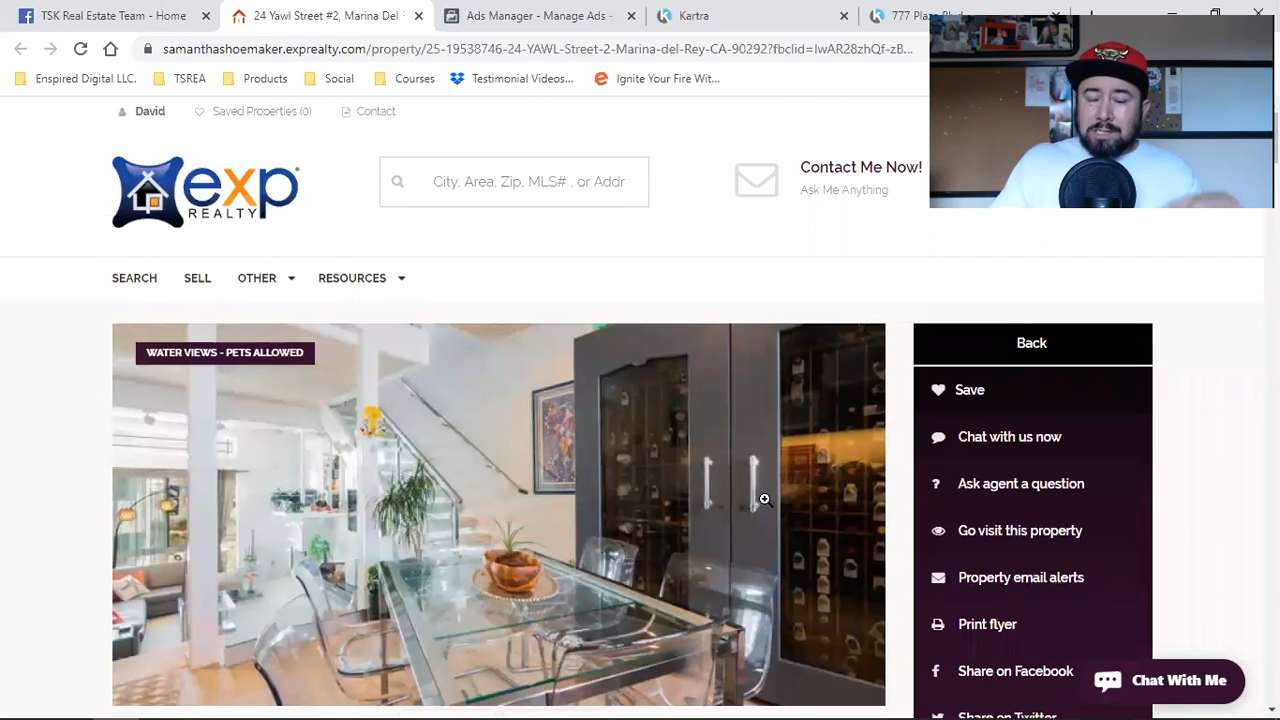 TSK Real Estate Team - Home
24 Yawl Street #2, Marina Del
Ads Manager - Manage Ads -
Kartra
samanthashoemaker.exprealty.com/property/25-19538746-24-YAWL-Street-2-Marina-del-Rey-CA-90292?fbclid=IwAR28zhQf-zB...
Enspired Digital LLC.
TSREA
Products
Social
Courses
Testimonial Videos...
Ignite Your Fire Wit...
David
Saved Properties (0)
Contact
exp
REALTY
City, Area, Zip, MLS# , or Addr
Contact Me Now!
Ask Me Anything
SEARCH
SELL
OTHER
RESOURCES
WATER VIEWS - PETS ALLOWED
Back
Save
Chat with us now
Ask agent a question
Go visit this property
Property email alerts
Print flyer
Share on Facebook
Share on Twitter
Chat With Me